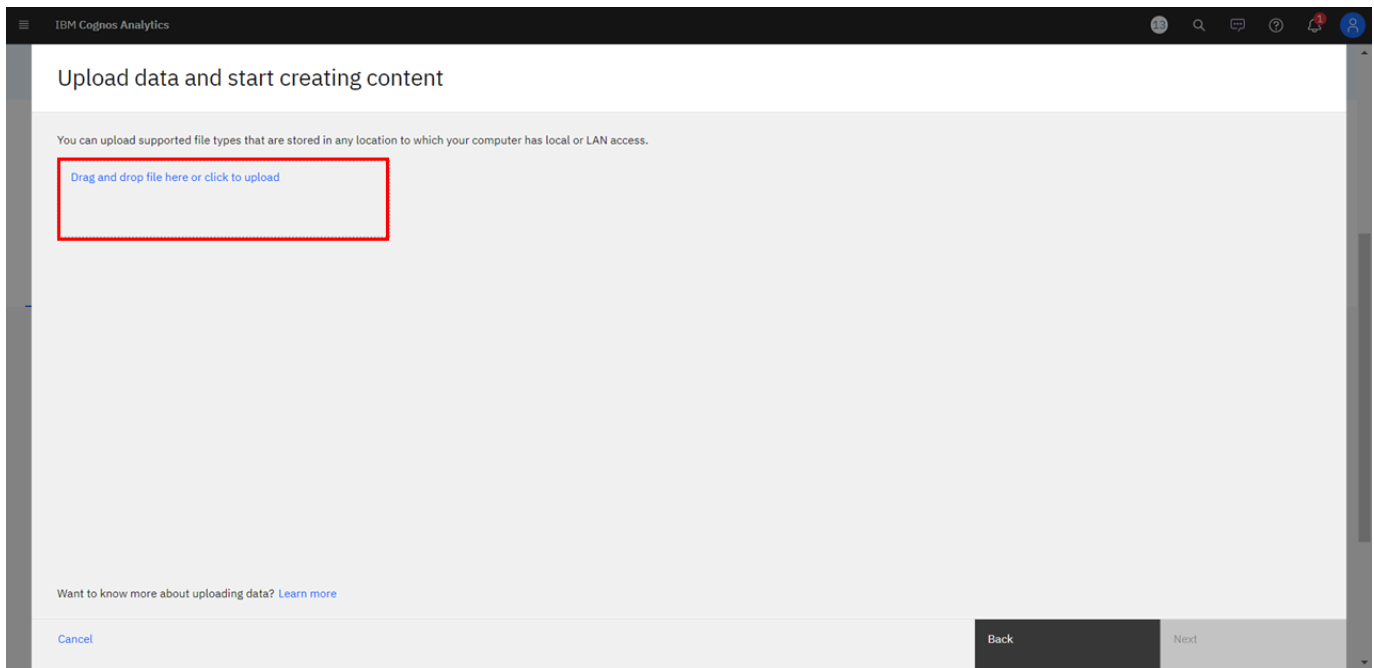 IBM Cognos Analytics
13
1
Upload data and start creating content
You can upload supported file types that are stored in any location to which your computer has local or LAN access.
Drag and drop file here or click to upload
Want to know more about uploading data? Learn more
Cancel
Back
Next